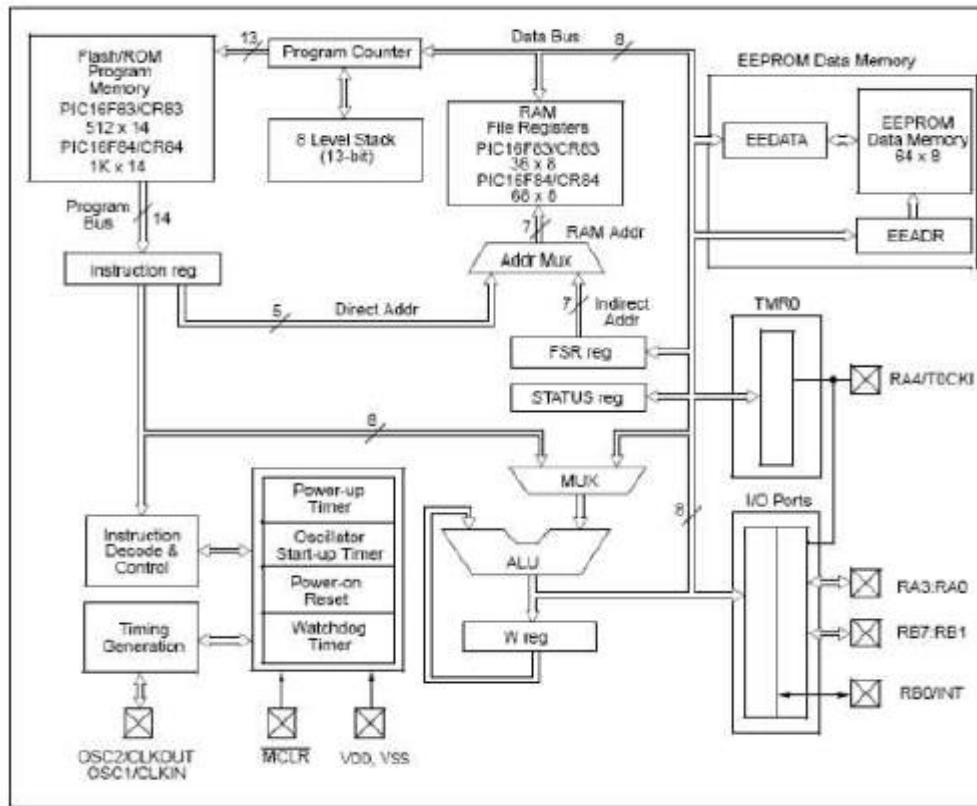 Data Bus
8
13
Program Counter
Flash/ROM
Program
Memory
PIC16F83/CR83
512 x 14
PIC16F84/CR84
1K x 14
8 Level Stack
(13-bit)
RAM
File Registers
PIC16F83/CR83
36 x 8
PIC16F84/CR84
68 x 8
EEPROM Data Memory
EEDATA
EEPROM
Data Memory
64 x 8
EEADR
Program
Bus
14
7
RAM Addr
Addr Mux
Instruction reg
5
Direct Addr
7
Indirect
Addr
TMR0
FSR reg
RA4/T0CKI
STATUS reg
8
MUX
Power-up
Timer
I/O Ports
8
Instruction
Decode &
Control
Oscillator
Start-up Timer
ALU
Power-on
Reset
RA3:RA0
Timing
Generation
Watchdog
Timer
W reg
RB7:RB1
RB0/INT
OSC2/CLKOUT
OSC1/CLKIN
MCLR
VDD, VSS